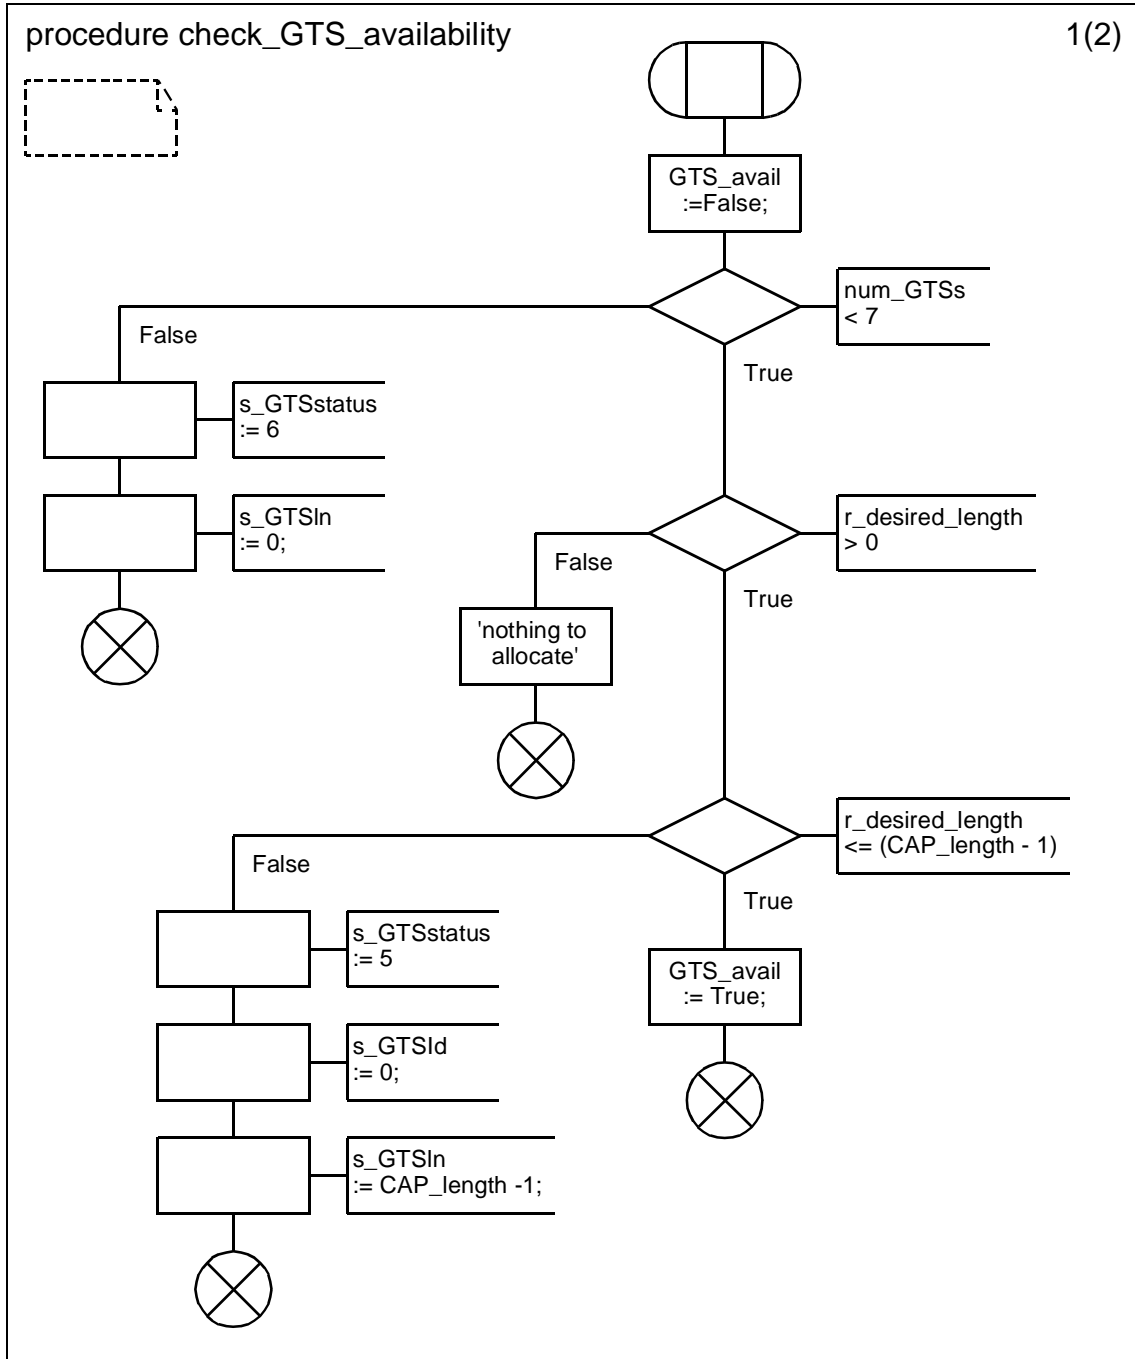 procedure check_GTS_availability
1(2)
GTS_avail
:=False;
num_GTSs
< 7
False
True
s_GTSstatus
:= 6
s_GTSln
:= 0;
r_desired_length
> 0
False
True
'nothing to
allocate'
r_desired_length
<= (CAP_length - 1)
False
True
s_GTSstatus
:= 5
GTS_avail
:= True;
s_GTSId
:= 0;
s_GTSln
:= CAP_length -1;